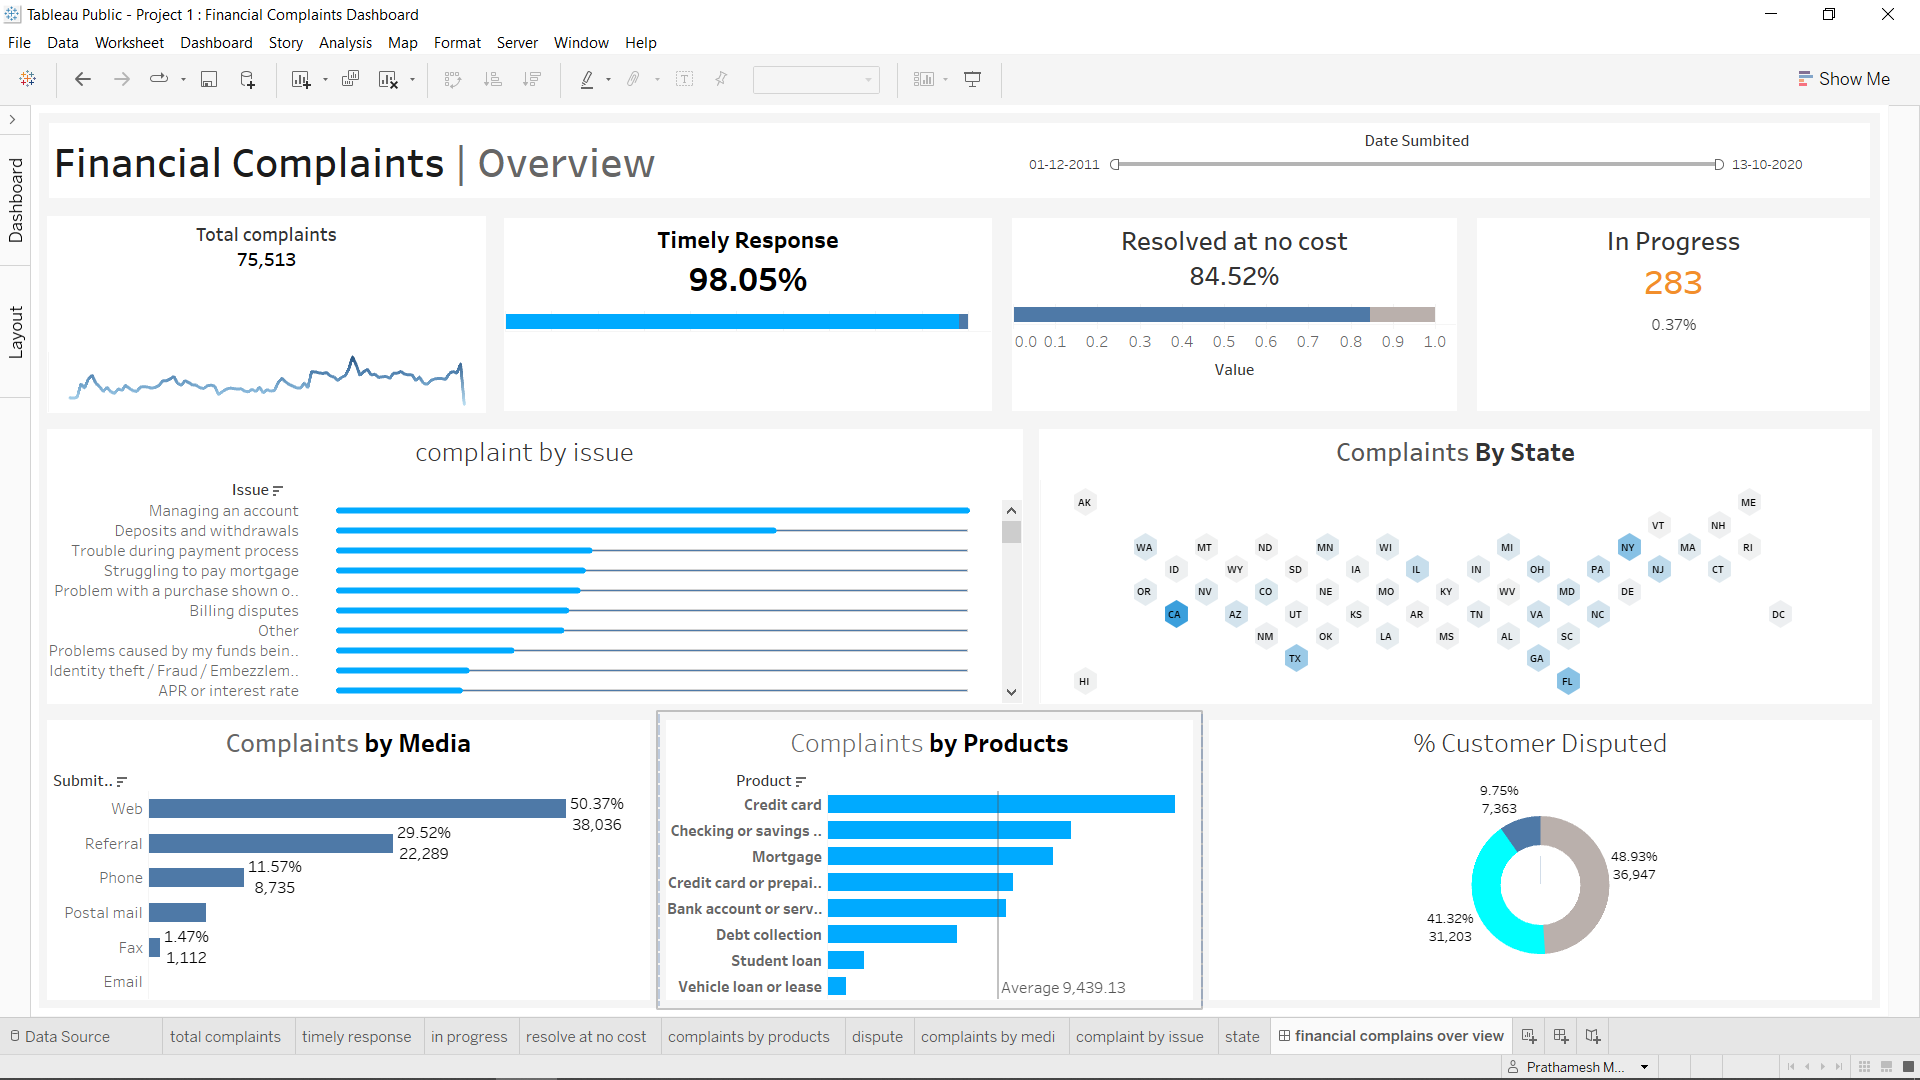 Tableau Public - Project 1 : Financial Complaints Dashboard
File Data Worksheet Dashboard Story Analysis Map Format Server Window Help
Show Me
Dashboard
Layout
Financial Complaints | Overview
Date Sumbited
01-12-2011 13-10-2020
Total complaints
75,513
Timely Response
98.05%
Resolved at no cost
84.52%
0.0 0.1 0.2 0.3 0.4 0.5 0.6 0.7 0.8 0.9 1.0
Value
In Progress
283
0.37%
complaint by issue
Issue
Managing an account
Deposits and withdrawals
Trouble during payment process
Struggling to pay mortgage
Problem with a purchase shown o..
Billing disputes
Other
Problems caused by my funds bein..
Identity theft / Fraud / Embezzlem..
APR or interest rate
Complaints By State
AK ME
VT NH
WA MT ND MN WI MI NY MA RI
ID WY SD IA IL IN OH PA NJ CT
OR NV CO NE MO KY WV MD DE
CA AZ UT KS AR TN VA NC DC
NM OK LA MS AL SC
TX GA
HI FL
Complaints by Media
Submit..
Web 50.37%
38,036
Referral 29.52%
22,289
Phone 11.57%
8,735
Postal mail
Fax 1.47%
1,112
Email
Complaints by Products
Product
Credit card
Checking or savings ..
Mortgage
Credit card or prepai..
Bank account or serv..
Debt collection
Student loan
Vehicle loan or lease
Average 9,439.13
% Customer Disputed
9.75%
7,363
48.93%
36,947
41.32%
31,203
Data Source total complaints timely response in progress resolve at no cost complaints by products dispute complaints by medi complaint by issue state financial complains over view
Prathamesh M...